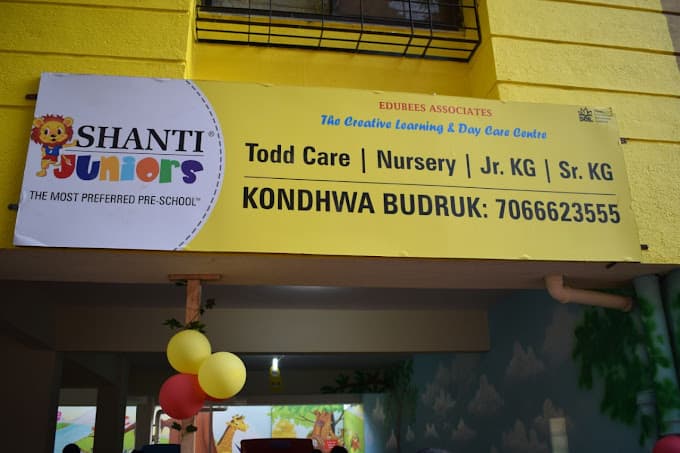 SHANTI®
Juniors
THE MOST PREFERRED PRE-SCHOOL™
EDUBEES ASSOCIATES
The Creative Learning & Day Care Centre
Todd Care | Nursery | Jr. KG | Sr. KG
KONDHWA BUDRUK: 7066623555